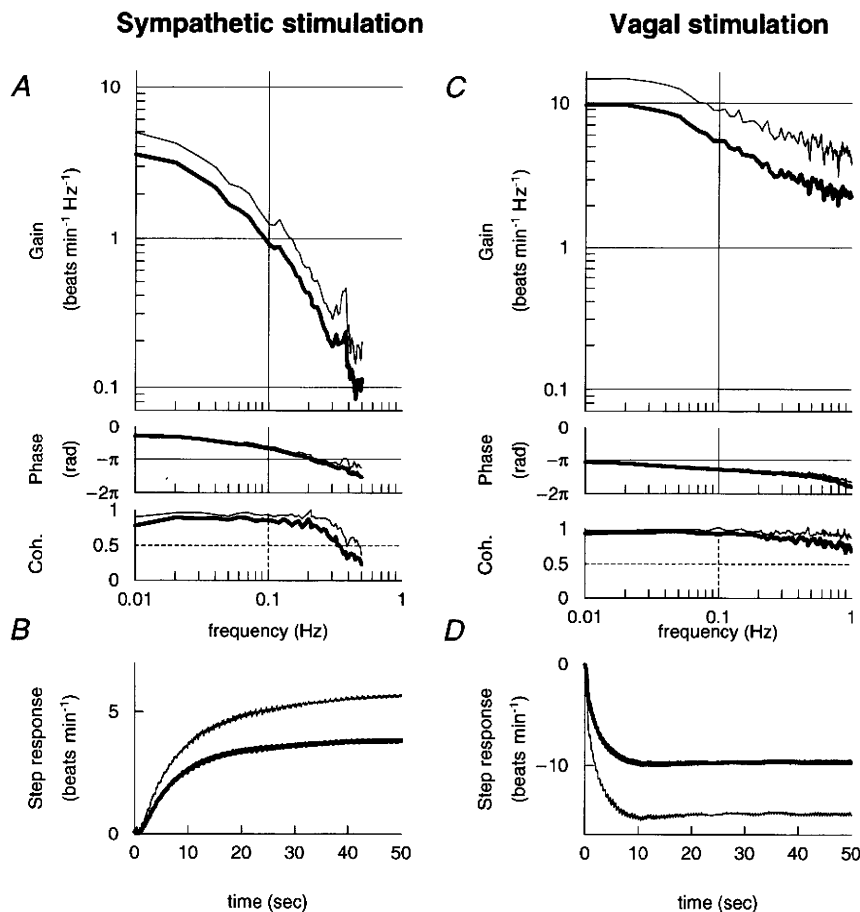 Sympathetic stimulation
Vagal stimulation
A
Gain
(beats min⁻¹ Hz⁻¹)
10
1
0.1
Phase
(rad)
0
−π
−2π
Coh.
1
0.5
0
0.01
0.1
1
frequency (Hz)
B
Step response
(beats min⁻¹)
5
0
0
10
20
30
40
50
time (sec)
C
Gain
(beats min⁻¹ Hz⁻¹)
10
1
0.1
Phase
(rad)
0
−π
−2π
Coh.
1
0.5
0
0.01
0.1
1
frequency (Hz)
D
Step response
(beats min⁻¹)
0
−10
0
10
20
30
40
50
time (sec)